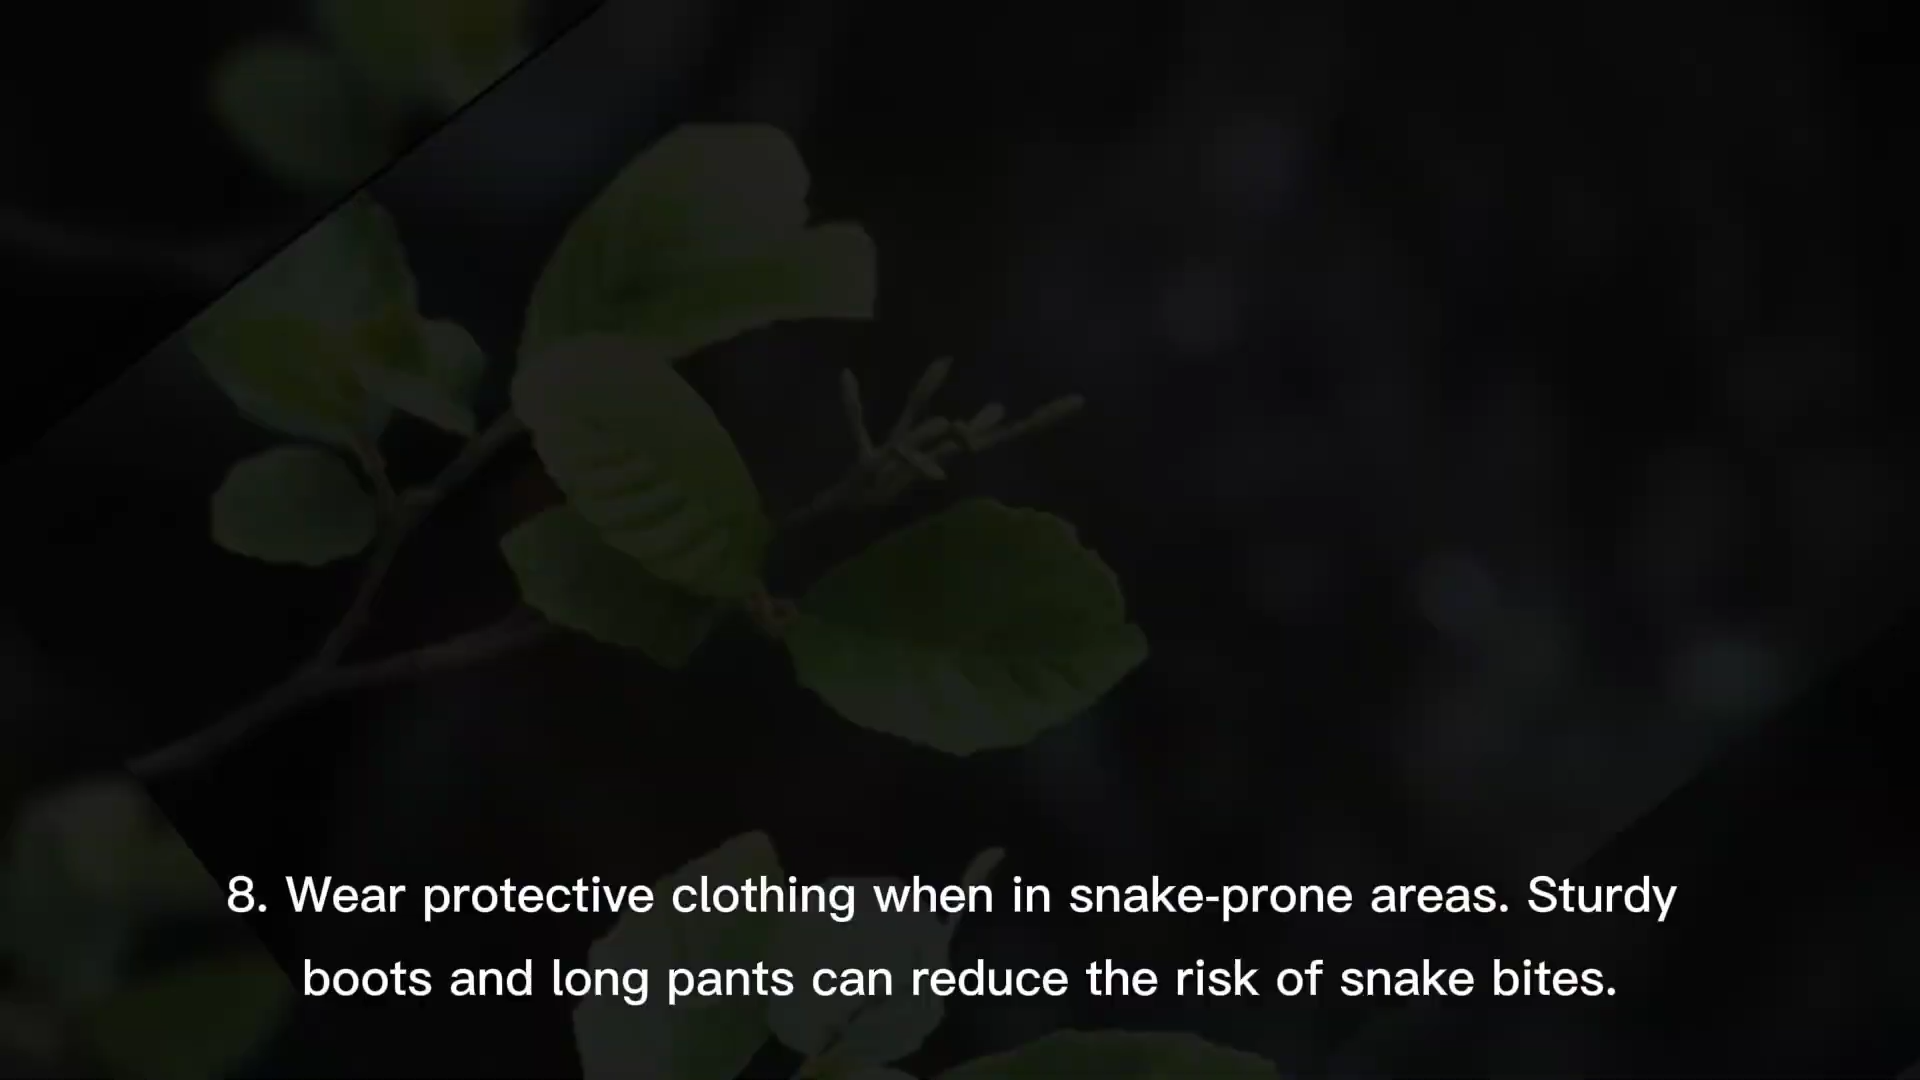 8. Wear protective clothing when in snake-prone areas. Sturdy
boots and long pants can reduce the risk of snake bites.